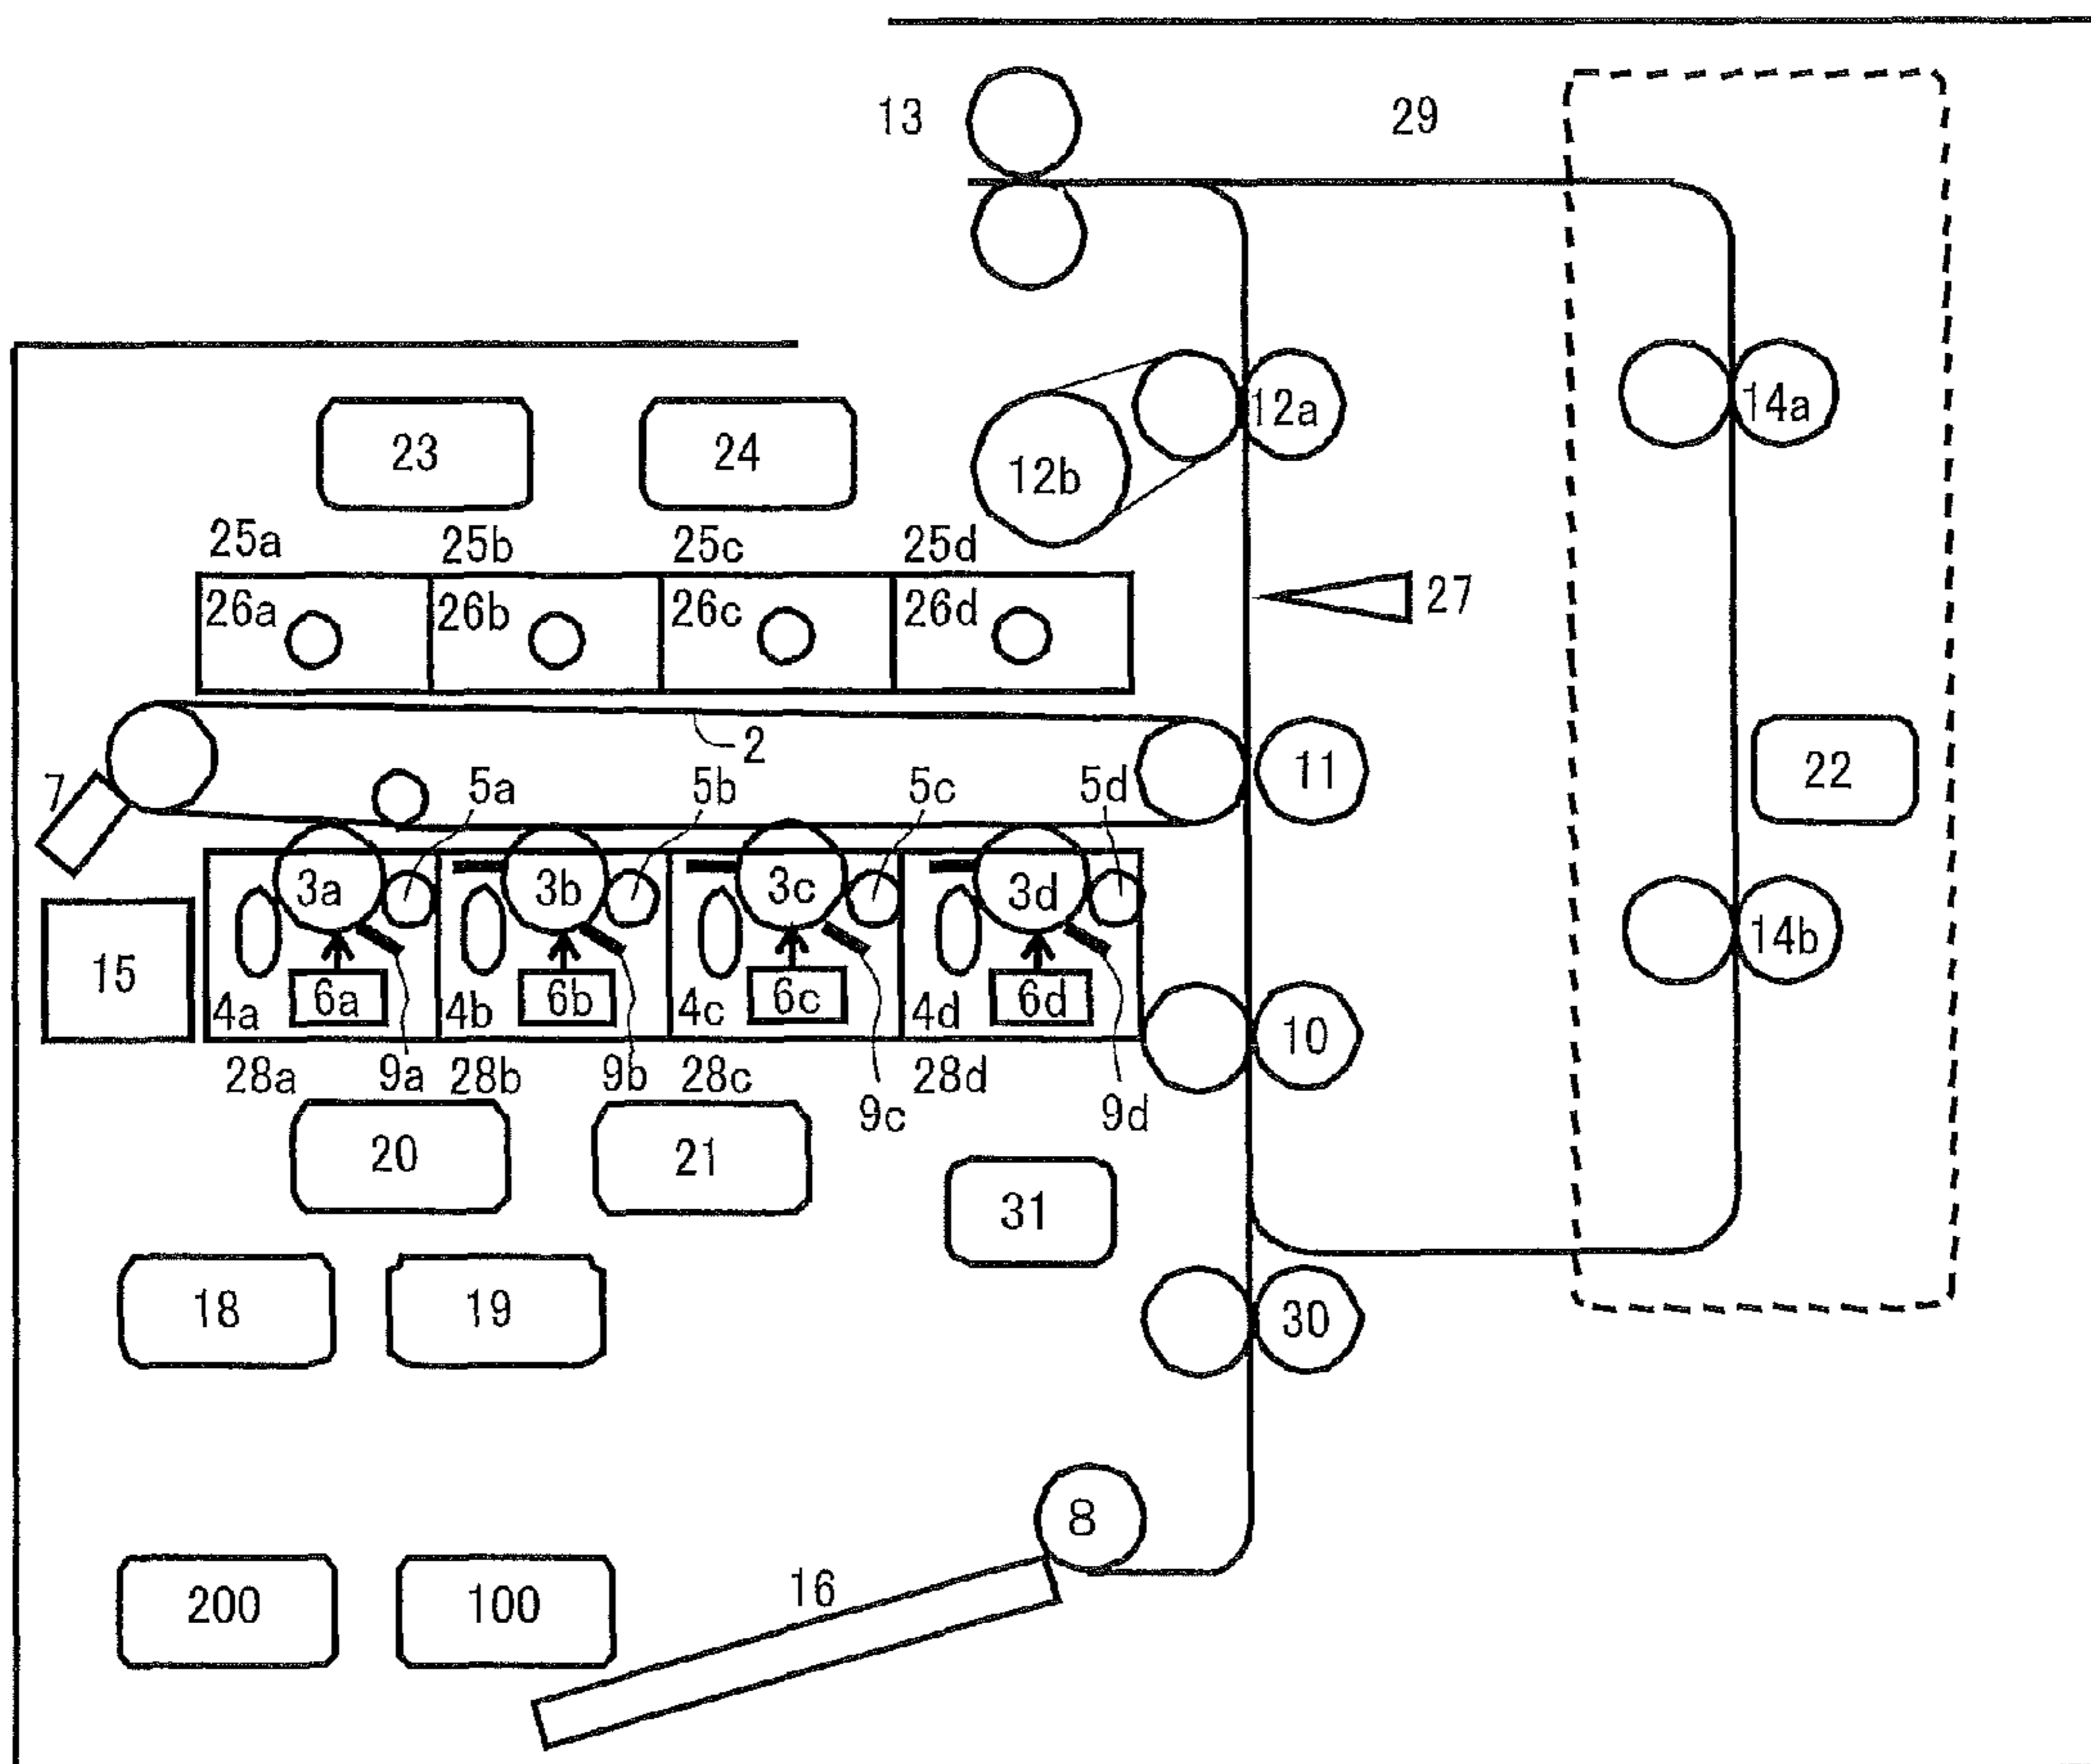 13 29
12a 14a
23 24 12b
25a 25b 25c 25d
26a 26b 26c 26d 27
2
7 5a 5b 5c 5d 11 22
3a 3b 3c 3d
14b
15 6a 6b 6c 6d
4a 4b 4c 4d 10
28a 9a 28b 9b 28c 28d
9c 9d
20 21
31
18 19 30
8
200 100 16